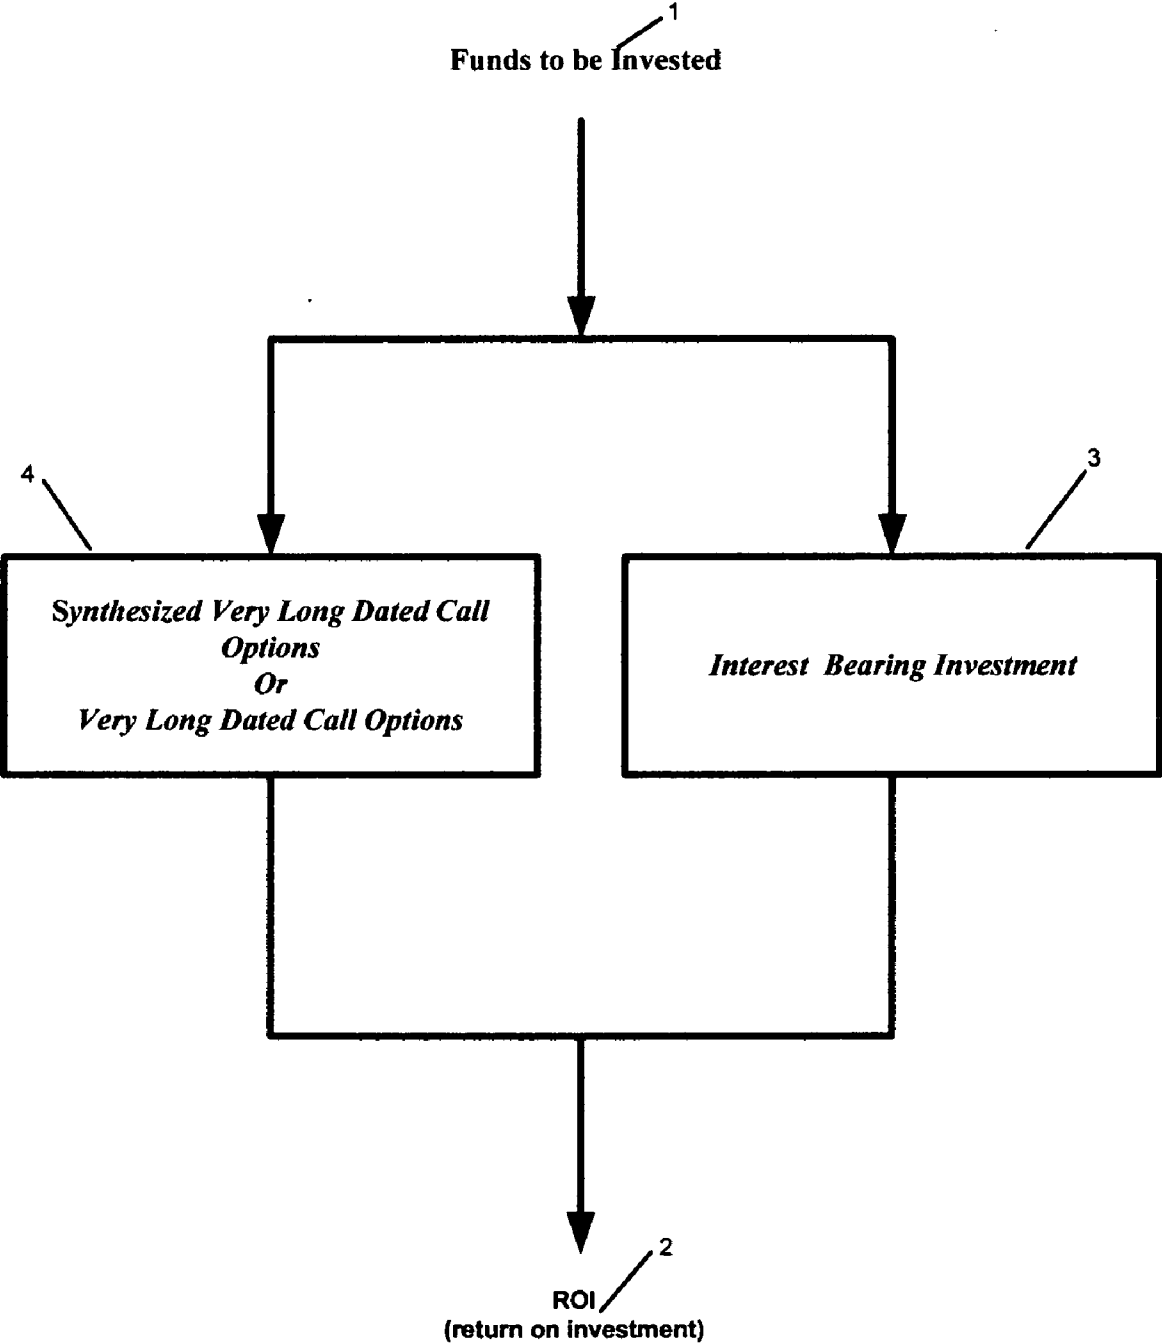 1
Funds to be Invested
4
3
Synthesized Very Long Dated Call
Options
Or
Very Long Dated Call Options
Interest Bearing Investment
2
ROI
(return on investment)